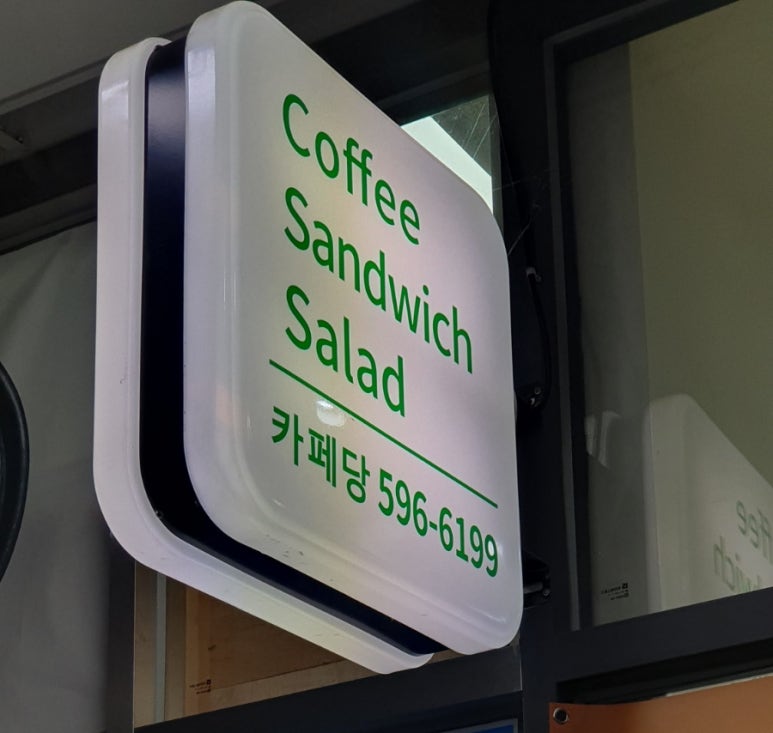 Coffee
Sandwich
Salad
카페당 596-6199